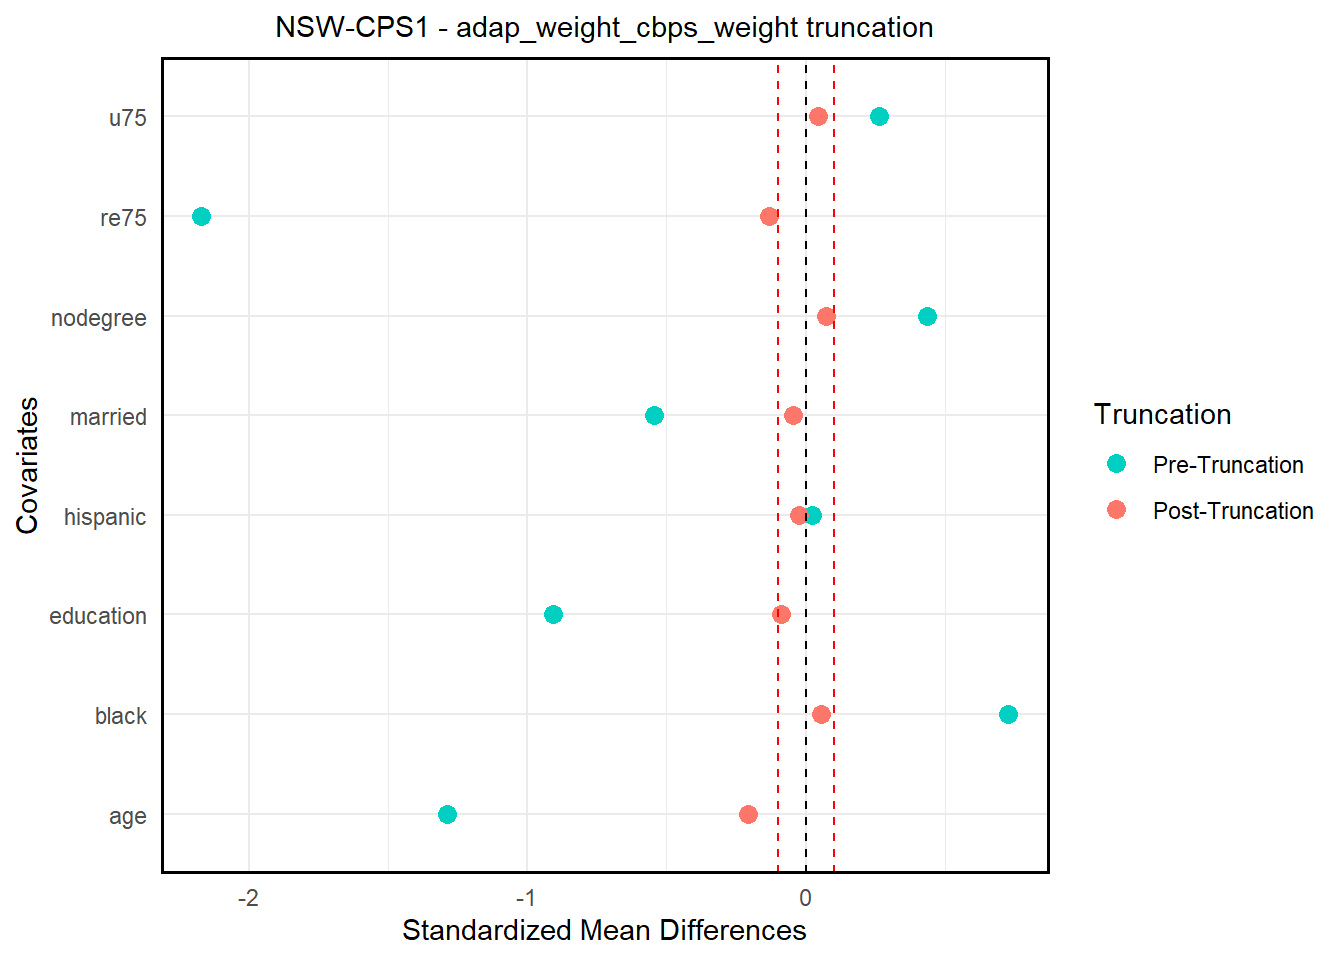 NSW-CPS1 - adap_weight_cbps_weight truncation
u75
re75
nodegree
married
hispanic
education
black
age
Covariates
-2
-1
0
Standardized Mean Differences
Truncation
Pre-Truncation
Post-Truncation